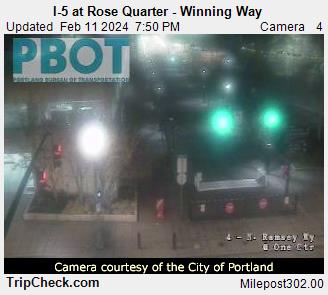 I-5 at Rose Quarter - Winning Way
Updated Feb 11 2024 7:50 PM Camera 4
PBOT
PORTLAND BUREAU OF TRANSPORTATION
4 - N. Ramsey Wy
@ One Ctr
Camera courtesy of the City of Portland
TripCheck.com Milepost302.00